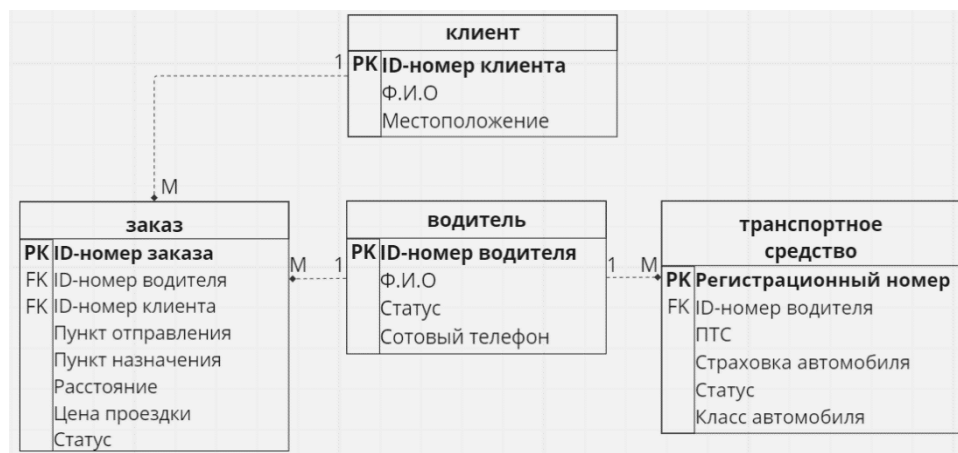 клиент
1
PK ID-номер клиента
Ф.И.О
Местоположение
M
заказ
PK ID-номер заказа
FK ID-номер водителя
FK ID-номер клиента
Пункт отправления
Пункт назначения
Расстояние
Цена проездки
Статус
M
1
водитель
PK ID-номер водителя
Ф.И.О
Статус
Сотовый телефон
1
M
транспортное
средство
PK Регистрационный номер
FK ID-номер водителя
ПТС
Страховка автомобиля
Статус
Класс автомобиля